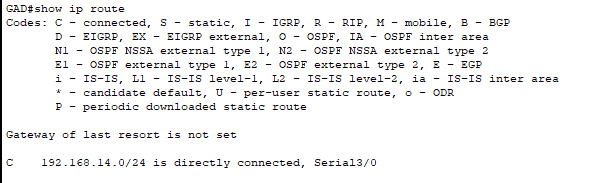 GAD#show ip route
Codes: C - connected, S - static, I - IGRP, R - RIP, M - mobile, B - BGP
D - EIGRP, EX - EIGRP external, O - OSPF, IA - OSPF inter area
N1 - OSPF NSSA external type 1, N2 - OSPF NSSA external type 2
E1 - OSPF external type 1, E2 - OSPF external type 2, E - EGP
i - IS-IS, L1 - IS-IS level-1, L2 - IS-IS level-2, ia - IS-IS inter area
* - candidate default, U - per-user static route, o - ODR
P - periodic downloaded static route
Gateway of last resort is not set
C 192.168.14.0/24 is directly connected, Serial3/0